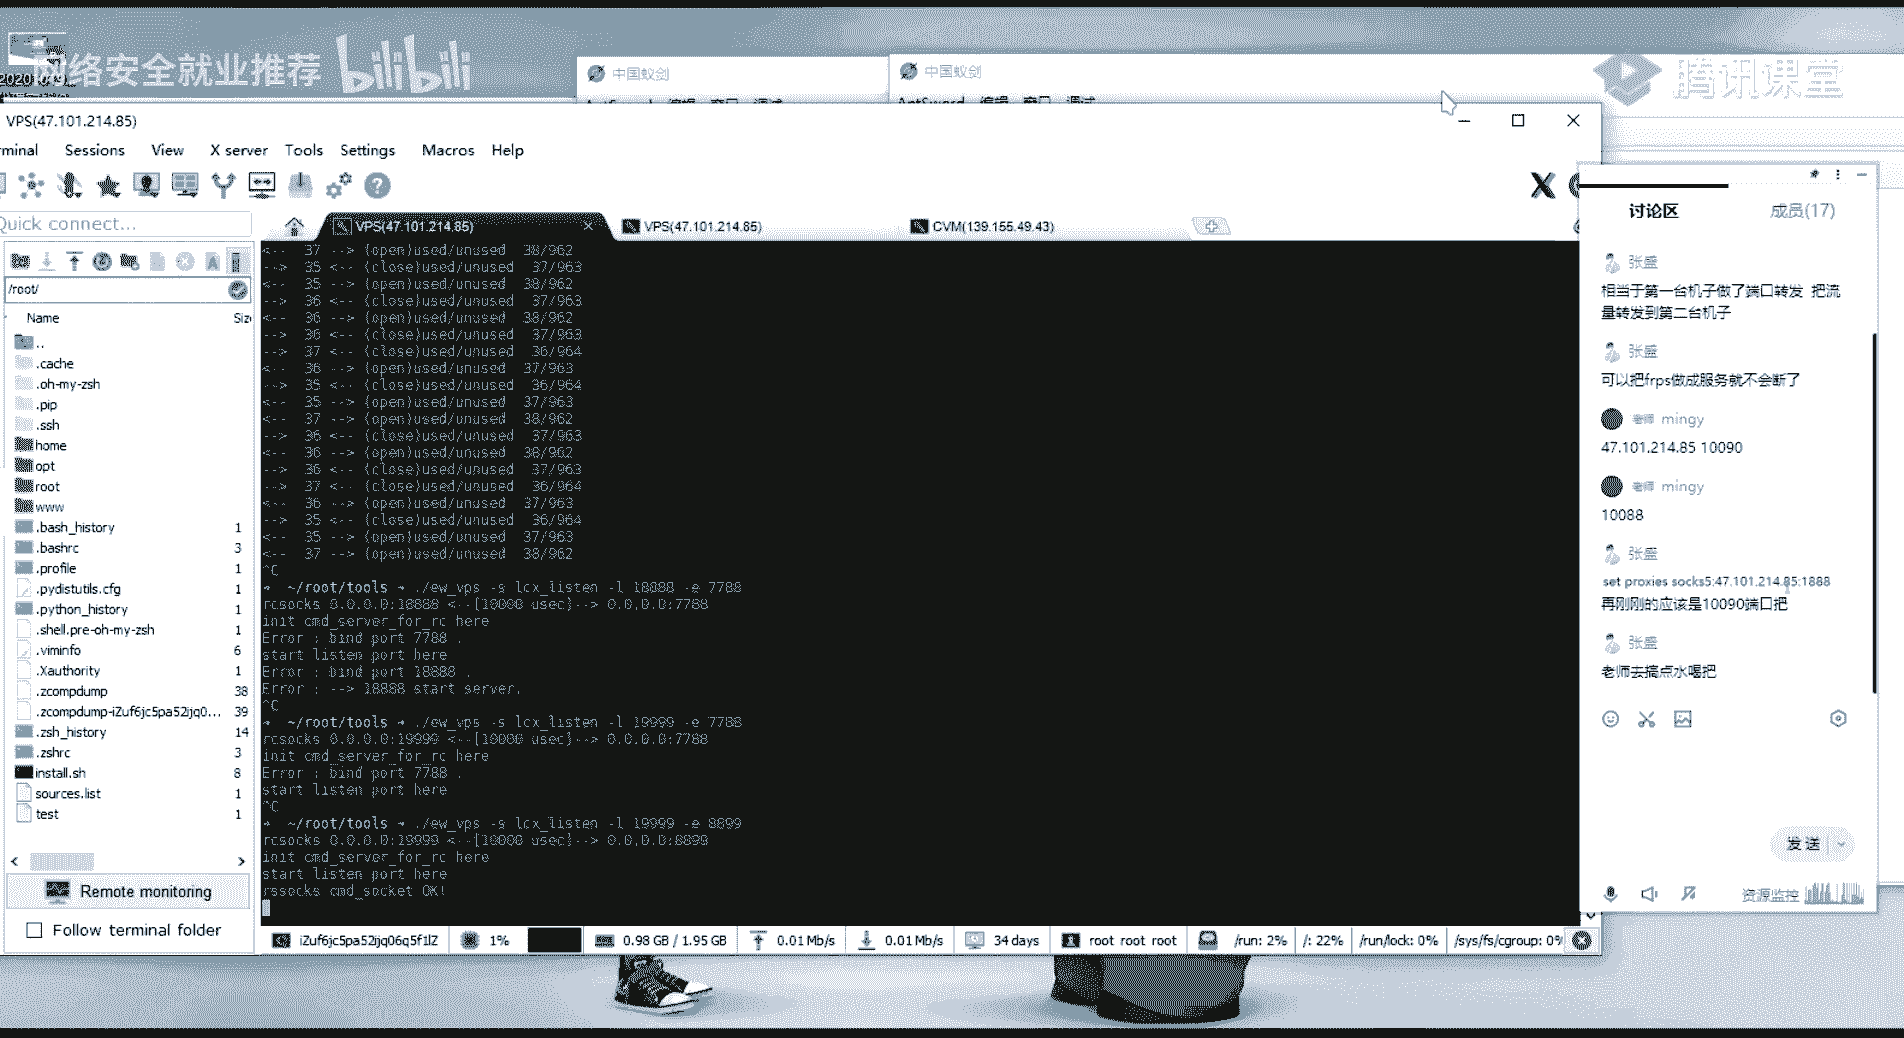 网络安全就业推荐
bilibili
中国蚁剑
中国蚁剑
腾讯课堂
AntSword 编辑 窗口 调试
AntSword 编辑 窗口 调试
VPS(47.101.214.85)
minal Sessions View X server Tools Settings Macros Help
Quick connect...
VPS(47.101.214.85)
VPS(47.101.214.85)
CVM(139.155.49.43)
/root/
Name
Size
..
.cache
.oh-my-zsh
.pip
.ssh
home
opt
root
www
.bash_history 1
.bashrc 3
.profile 1
.pydistutils.cfg 1
.python_history 1
.shell.pre-oh-my-zsh 1
.viminfo 6
.Xauthority 1
.zcompdump 38
.zcompdump-iZuf6jc5pa52ijq0... 39
.zsh_history 14
.zshrc 3
install.sh 8
sources.list 1
test 1
Remote monitoring
Follow terminal folder
<-- 37 --> (open)used/unused 38/962
--> 35 <-- (close)used/unused 37/963
<-- 35 --> (open)used/unused 38/962
--> 36 <-- (close)used/unused 37/963
<-- 36 --> (open)used/unused 38/962
--> 36 <-- (close)used/unused 37/963
--> 37 <-- (close)used/unused 36/964
<-- 36 --> (open)used/unused 37/963
--> 35 <-- (close)used/unused 36/964
<-- 35 --> (open)used/unused 37/963
<-- 37 --> (open)used/unused 38/962
--> 36 <-- (close)used/unused 37/963
<-- 36 --> (open)used/unused 38/962
--> 36 <-- (close)used/unused 37/963
--> 37 <-- (close)used/unused 36/964
<-- 36 --> (open)used/unused 37/963
--> 35 <-- (close)used/unused 36/964
<-- 35 --> (open)used/unused 37/963
<-- 37 --> (open)used/unused 38/962
^C
~/root/tools ./ew_vps -s lcx_listen -l 18888 -e 7788
rcsocks 0.0.0.0:18888 <--[10000 usec]--> 0.0.0.0:7788
init cmd_server_for_rc here
Error : bind port 7788 .
start listen port here
Error : bind port 18888 .
Error : --> 18888 start server.
^C
~/root/tools ./ew_vps -s lcx_listen -l 19999 -e 7788
rcsocks 0.0.0.0:19999 <--[10000 usec]--> 0.0.0.0:7788
init cmd_server_for_rc here
Error : bind port 7788 .
start listen port here
^C
~/root/tools ./ew_vps -s lcx_listen -l 19999 -e 8899
rcsocks 0.0.0.0:19999 <--[10000 usec]--> 0.0.0.0:8899
init cmd_server_for_rc here
start listen port here
rssocks cmd_socket OK!
iZuf6jc5pa52ijq06q5f1lZ 1% 0.98 GB / 1.95 GB 0.01 Mb/s 0.01 Mb/s 34 days root root root /run: 2% /: 22% /run/lock: 0% /sys/fs/cgroup: 0%
讨论区 成员(17)
张盛
相当于第一台机子做了端口转发 把流
量转发到第二台机子
张盛
可以把frps做成服务就不会断了
老师 mingy
47.101.214.85 10090
老师 mingy
10088
张盛
set proxies socks5:47.101.214.85:1888
再刚刚的应该是10090端口把
张盛
老师去搞点水喝把
发送
资源监控